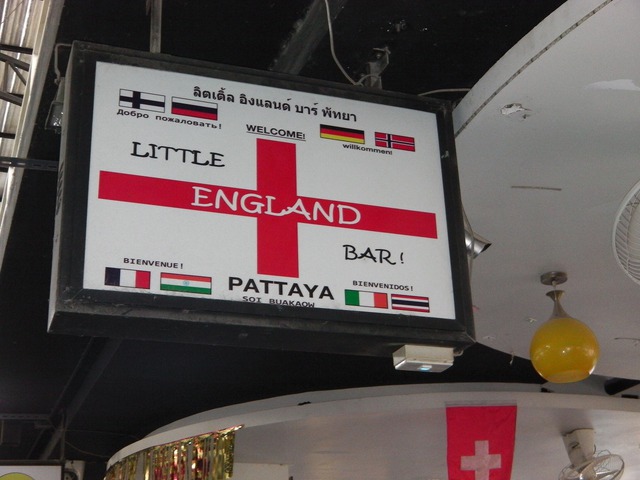 ลิตเติ้ล อิงแลนด์ บาร์ พัทยา
Добро пожаловать!
WELCOME!
willkommen!
LITTLE
ENGLAND
BAR!
BIENVENUE!
BIENVENIDOS!
PATTAYA
SOI BUAKAOW